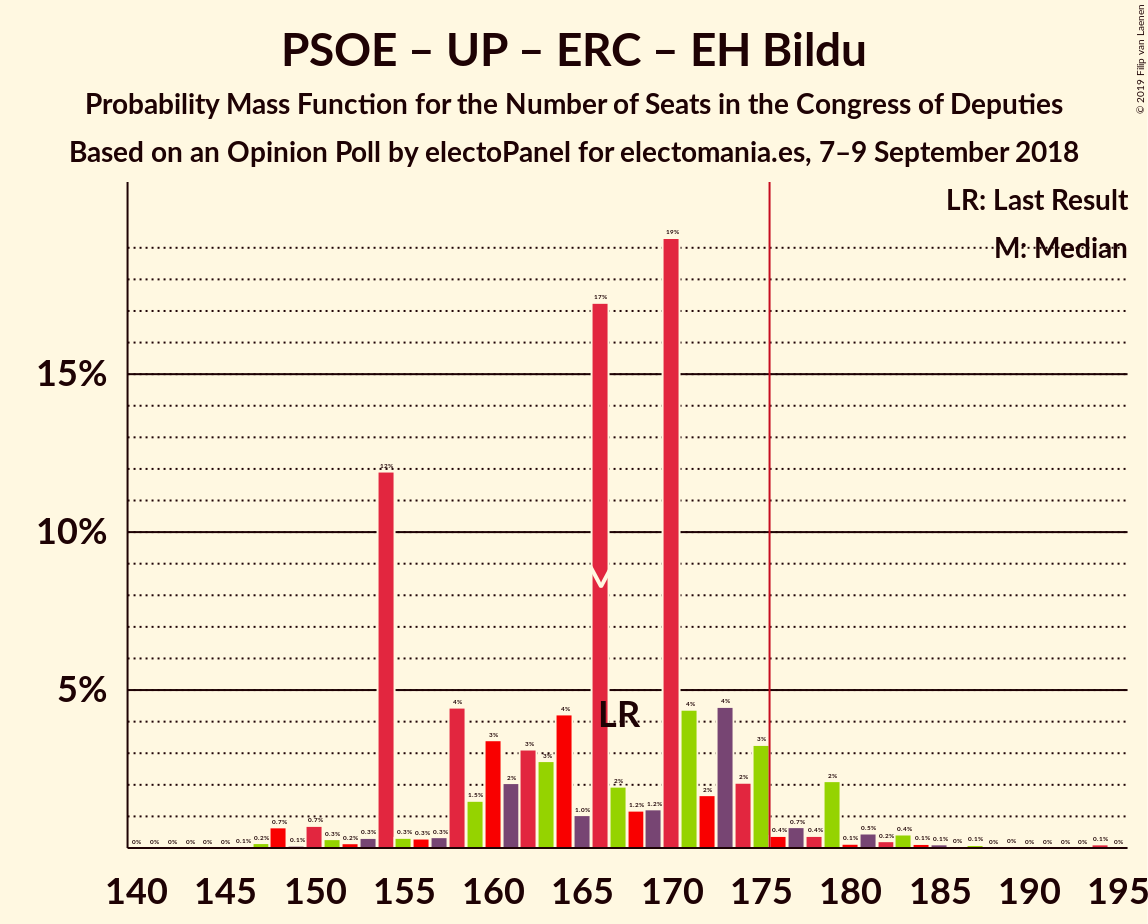 PSOE – UP – ERC – EH Bildu
Probability Mass Function for the Number of Seats in the Congress of Deputies
Based on an Opinion Poll by electoPanel for electomania.es, 7–9 September 2018
© 2019 Filip van Laenen
LR: Last Result
M: Median
15%
10%
5%
0% 0% 0% 0% 0% 0% 0.1% 0.2% 0.7% 0.1% 0.7% 0.3% 0.2% 0.3% 12% 0.3% 0.3% 0.3% 4% 1.5% 3% 2% 3% 3% 4% 1.0% 17% 2% 1.2% 1.2% 19% 4% 2% 4% 2% 3% 0.4% 0.7% 0.4% 2% 0.1% 0.5% 0.2% 0.4% 0.1% 0.1% 0% 0.1% 0% 0% 0% 0% 0% 0% 0.1% 0%
LR
140 145 150 155 160 165 170 175 180 185 190 195